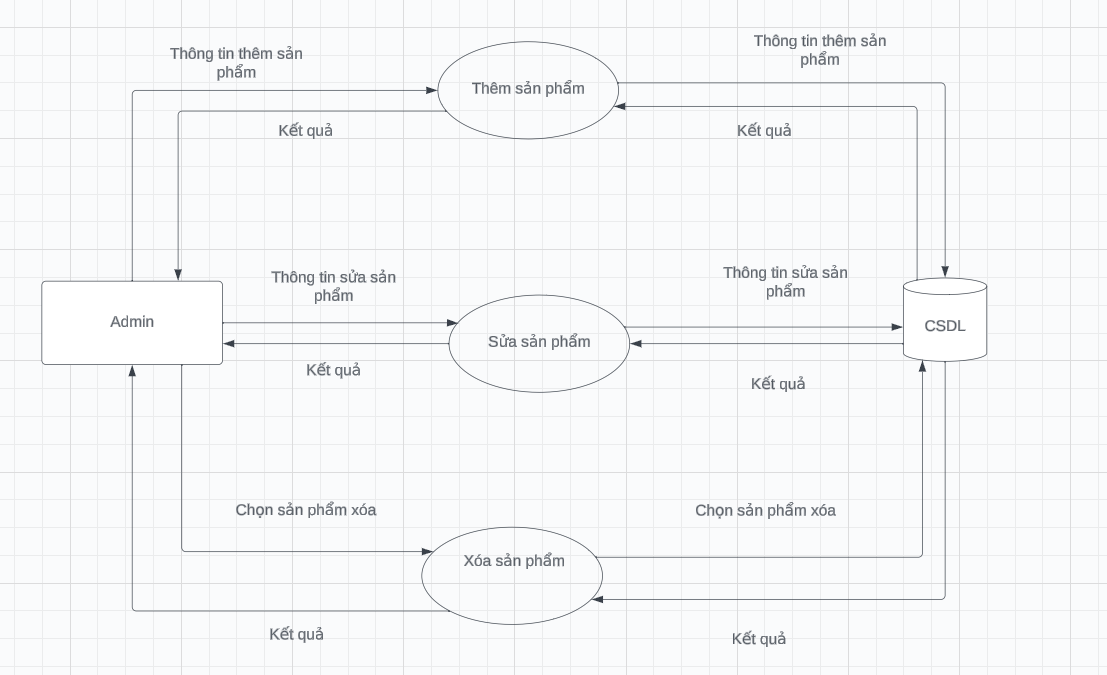 Thông tin thêm sản
phẩm
Thêm sản phẩm
Thông tin thêm sản
phẩm
Kết quả
Kết quả
Admin
Thông tin sửa sản
phẩm
Sửa sản phẩm
Thông tin sửa sản
phẩm
CSDL
Kết quả
Kết quả
Chọn sản phẩm xóa
Chọn sản phẩm xóa
Xóa sản phẩm
Kết quả
Kết quả